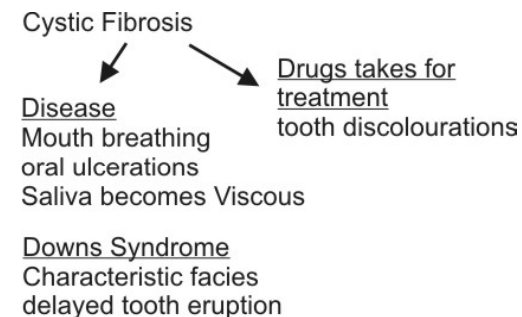 Cystic Fibrosis
Disease
Mouth breathing
oral ulcerations
Saliva becomes Viscous
Drugs takes for
treatment
tooth discolourations
Downs Syndrome
Characteristic facies
delayed tooth eruption